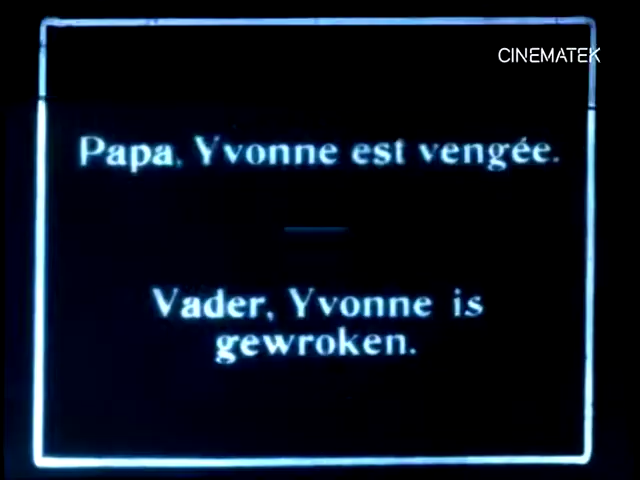 CINEMATEK
Papa, Yvonne est vengée.
Vader, Yvonne is
gewroken.